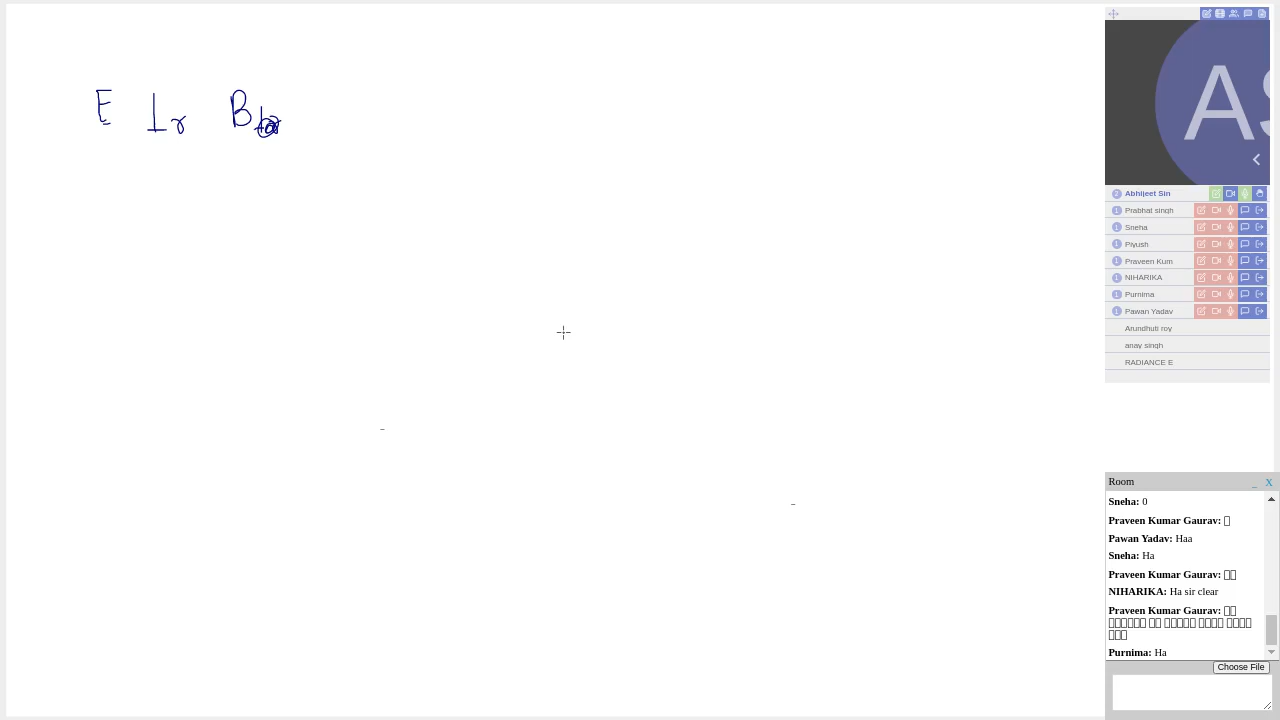 E I r B
AS
Abhijeet Sin
Prabhat singh
Sneha
Piyush
Praveen Kum
NIHARIKA
Purnima
Pawan Yadav
Arundhuti roy
anay singh
RADIANCE E
Room _ X
Sneha: 0
Praveen Kumar Gaurav:
Pawan Yadav: Haa
Sneha: Ha
Praveen Kumar Gaurav:
NIHARIKA: Ha sir clear
Praveen Kumar Gaurav:
Purnima: Ha
Choose File